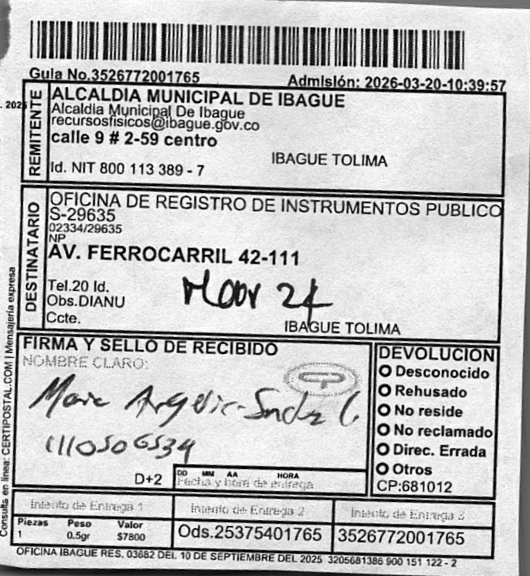 Guia No.3526772001765
Admisión: 2026-03-20-10:39:57
REMITENTE
ALCALDIA MUNICIPAL DE IBAGUE
Alcaldia Municipal De Ibague
recursosfisicos@ibague.gov.co
calle 9 # 2-59 centro
IBAGUE TOLIMA
Id. NIT 800 113 389 - 7
DESTINATARIO
OFICINA DE REGISTRO DE INSTRUMENTOS PUBLICO
S-29635
02334/29635
NP
AV. FERROCARRIL 42-111
Tel.20 Id.
Obs.DIANU
Ccte.
24
IBAGUE TOLIMA
FIRMA Y SELLO DE RECIBIDO
NOMBRE CLARO:
1110506534
D+2
DD MM AA HORA
Fecha y hora de entrega
DEVOLUCION
Desconocido
Rehusado
No reside
No reclamado
Direc. Errada
Otros
CP:681012
Intento de Entrega 1
Intento de Entrega 2
Intento de Entrega 3
Piezas Peso Valor
1 0.5gr $7800
Ods.25375401765
3526772001765
OFICINA IBAGUE RES. 03682 DEL 10 DE SEPTIEMBRE DEL 2025 3205681386 900 151 122 - 2
Consulta en linea: CERTIPOSTAL.COM | Mensajeria expresa